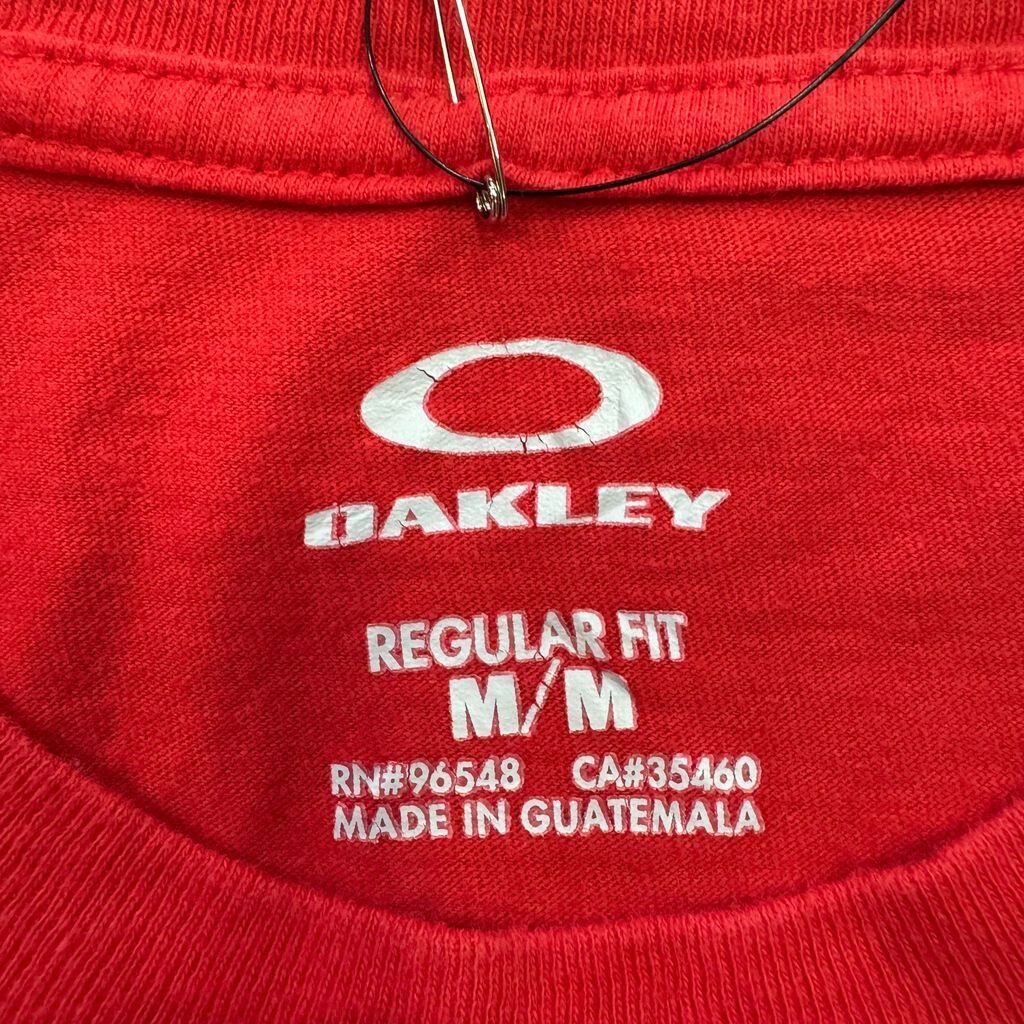 OAKLEY
REGULAR FIT
M/M
RN#96548 CA#35460
MADE IN GUATEMALA